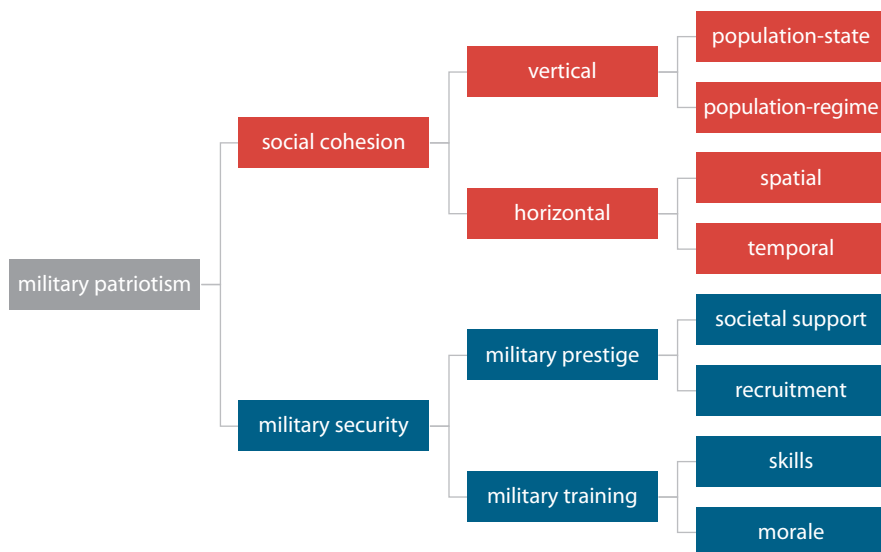 military patriotism
social cohesion
vertical
population-state
population-regime
horizontal
spatial
temporal
military security
military prestige
societal support
recruitment
military training
skills
morale